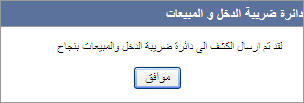 دائرة ضريبة الدخل و المبيعات
لقد تم ارسال الكشف الى دائرة ضريبة الدخل والمبيعات بنجاح
موافق